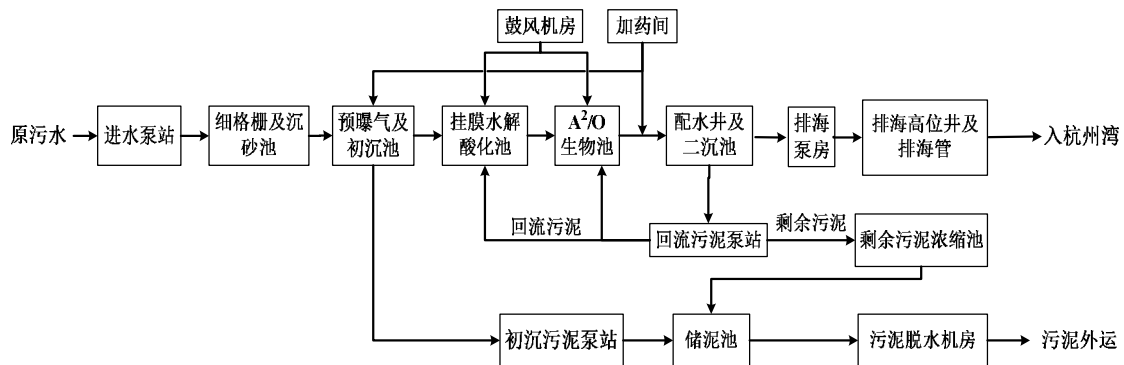 鼓风机房
加药间
原污水
进水泵站
细格栅及沉
砂池
预曝气及
初沉池
挂膜水解
酸化池
A²/O
生物池
配水井及
二沉池
排海
泵房
排海高位井及
排海管
入杭州湾
回流污泥
回流污泥泵站
剩余污泥
剩余污泥浓缩池
初沉污泥泵站
储泥池
污泥脱水机房
污泥外运